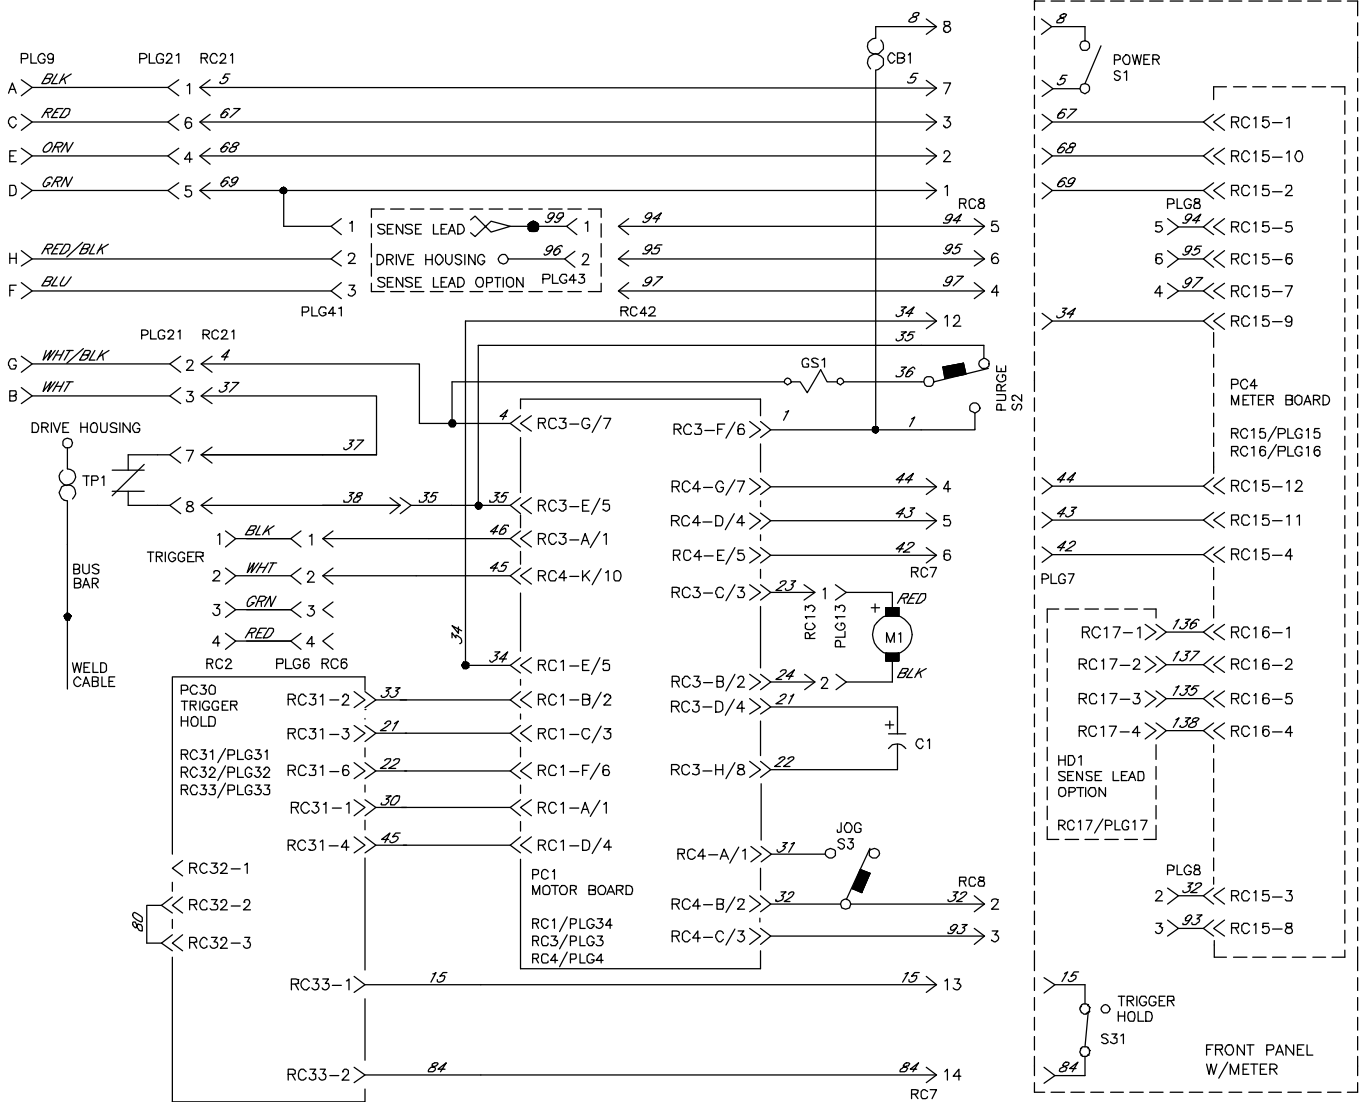 8 8 8
PLG9 PLG21 RC21 CB1 POWER
S1
A BLK 1 5 5 7 5
C RED 6 67 3 67 RC15-1
E ORN 4 68 2 68 RC15-10
D GRN 5 69 1 69 RC15-2
RC8 PLG8
1 SENSE LEAD 99 1 94 94 5 5 94 RC15-5
H RED/BLK 2 DRIVE HOUSING 96 2 95 95 6 6 95 RC15-6
SENSE LEAD OPTION PLG43
F BLU 3 97 97 4 4 97 RC15-7
PLG41 RC42 34 12 34 RC15-9
PLG21 RC21 35
G WHT/BLK 2 4 GS1 36 PURGE
S2
B WHT 3 37
PC4
METER BOARD
4 RC3-G/7 RC3-F/6 1 1
RC15/PLG15
RC16/PLG16
DRIVE HOUSING
7 37
TP1 RC4-G/7 44 4 44 RC15-12
8 38 35 35 RC3-E/5
RC4-D/4 43 5 43 RC15-11
1 BLK 1 46 RC3-A/1
TRIGGER RC4-E/5 42 6 42 RC15-4
RC7 PLG7
BUS
BAR
2 WHT 2 45 RC4-K/10
RC3-C/3 23 1 RED
RC13 PLG13
3 GRN 3
34 + M1
4 RED 4
RC2 PLG6 RC6
RC17-1 136 RC16-1
WELD
CABLE
34 RC1-E/5
RC17-2 137 RC16-2
RC3-B/2 24 2 BLK
PC30
TRIGGER
HOLD
RC31-2 33 RC1-B/2
RC3-D/4 21
RC17-3 135 RC16-5
RC31-3 21 RC1-C/3
+ C1
RC17-4 138 RC16-4
RC31/PLG31
RC32/PLG32
RC33/PLG33
RC31-6 22 RC1-F/6
RC3-H/8 22
HD1
SENSE LEAD
OPTION
RC31-1 30 RC1-A/1
RC17/PLG17
JOG
S3
RC31-4 45 RC1-D/4
RC4-A/1 31
RC32-1
PC1
MOTOR BOARD
RC8 PLG8
80 RC32-2
RC4-B/2 32 32 2 2 32 RC15-3
RC1/PLG34
RC3/PLG3
RC4/PLG4
RC32-3
RC4-C/3 93 3 3 93 RC15-8
RC33-1 15 15 13 15
TRIGGER
HOLD
S31
FRONT PANEL
W/METER
RC33-2 84 84 14 84
RC7